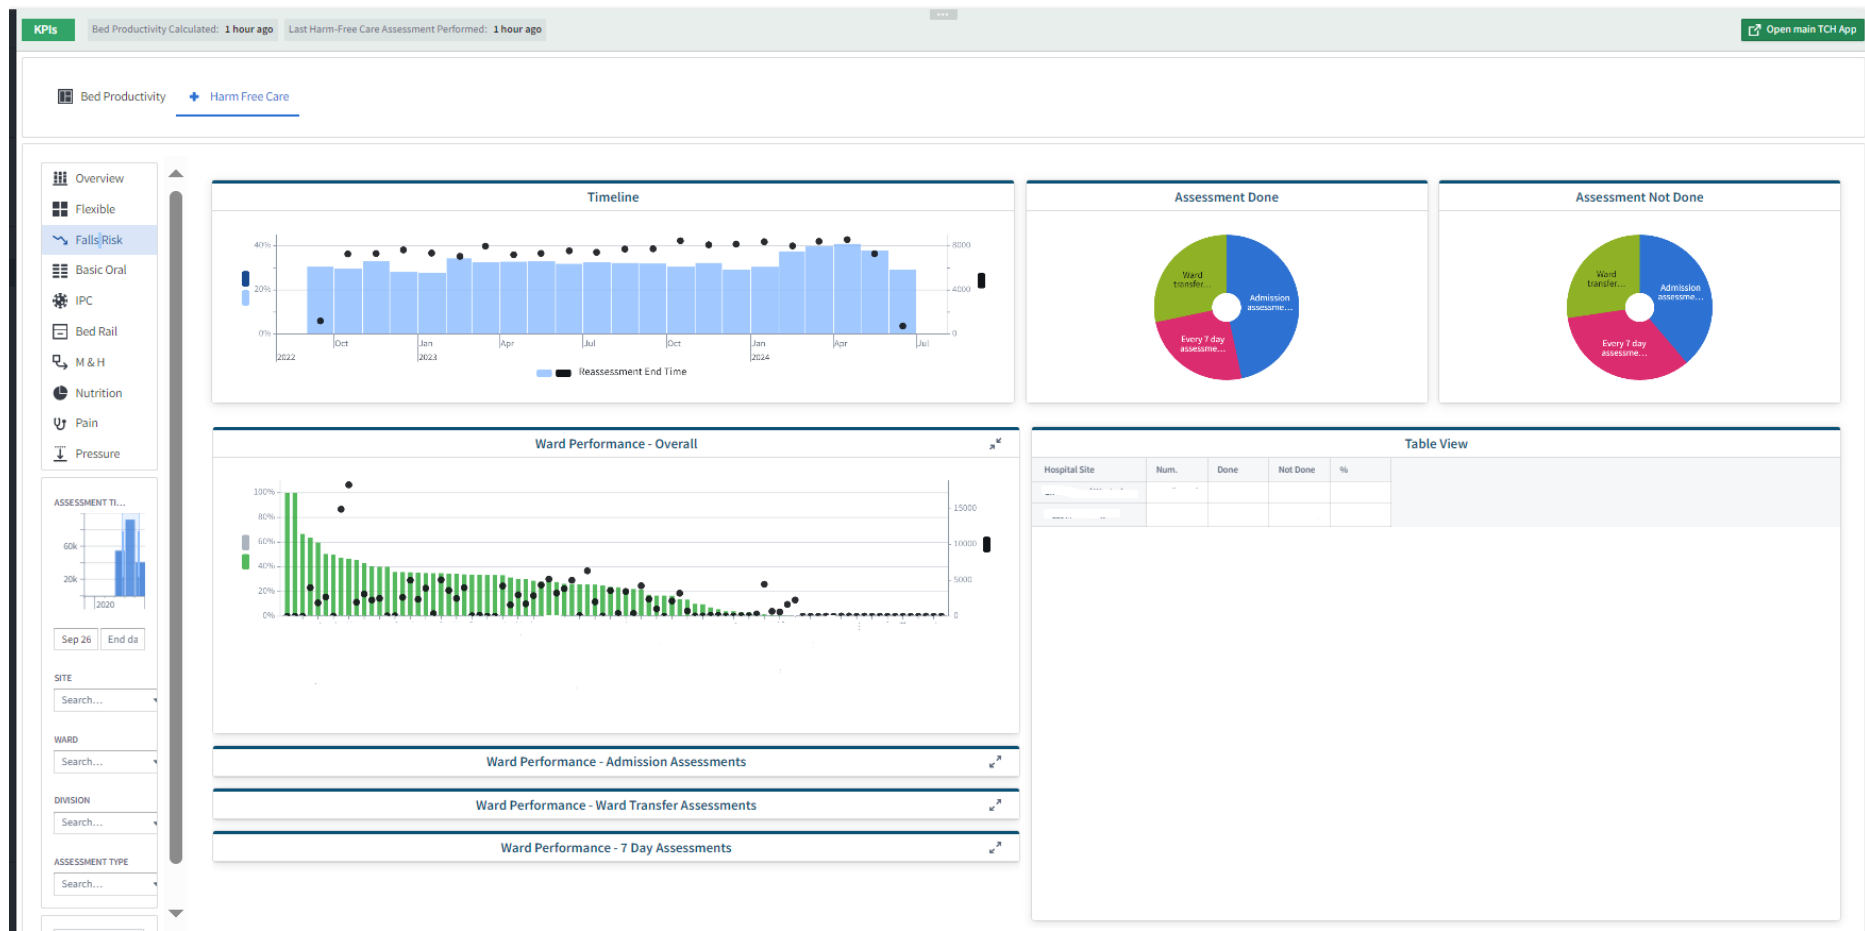 KPIs
Bed Productivity Calculated: 1 hour ago
Last Harm-Free Care Assessment Performed: 1 hour ago
Open main TCH App
Bed Productivity
Harm Free Care
Overview
Flexible
Falls Risk
Basic Oral
IPC
Bed Rail
M & H
Nutrition
Pain
Pressure
ASSESSMENT TI...
60k
20k
2020
Sep 26
End da
SITE
Search...
WARD
Search...
DIVISION
Search...
ASSESSMENT TYPE
Search...
Timeline
40%
20%
0%
8000
4000
0
Oct
Jan
Apr
Jul
Oct
Jan
Apr
Jul
2022
2023
2024
Reassessment End Time
Assessment Done
Ward
transfer...
Admission
assessme...
Every 7 day
assessme...
Assessment Not Done
Ward
transfer...
Admission
assessme...
Every 7 day
assessme...
Ward Performance - Overall
100%
80%
60%
40%
20%
0%
15000
10000
5000
0
Ward Performance - Admission Assessments
Ward Performance - Ward Transfer Assessments
Ward Performance - 7 Day Assessments
Table View
Hospital Site
Num.
Done
Not Done
%